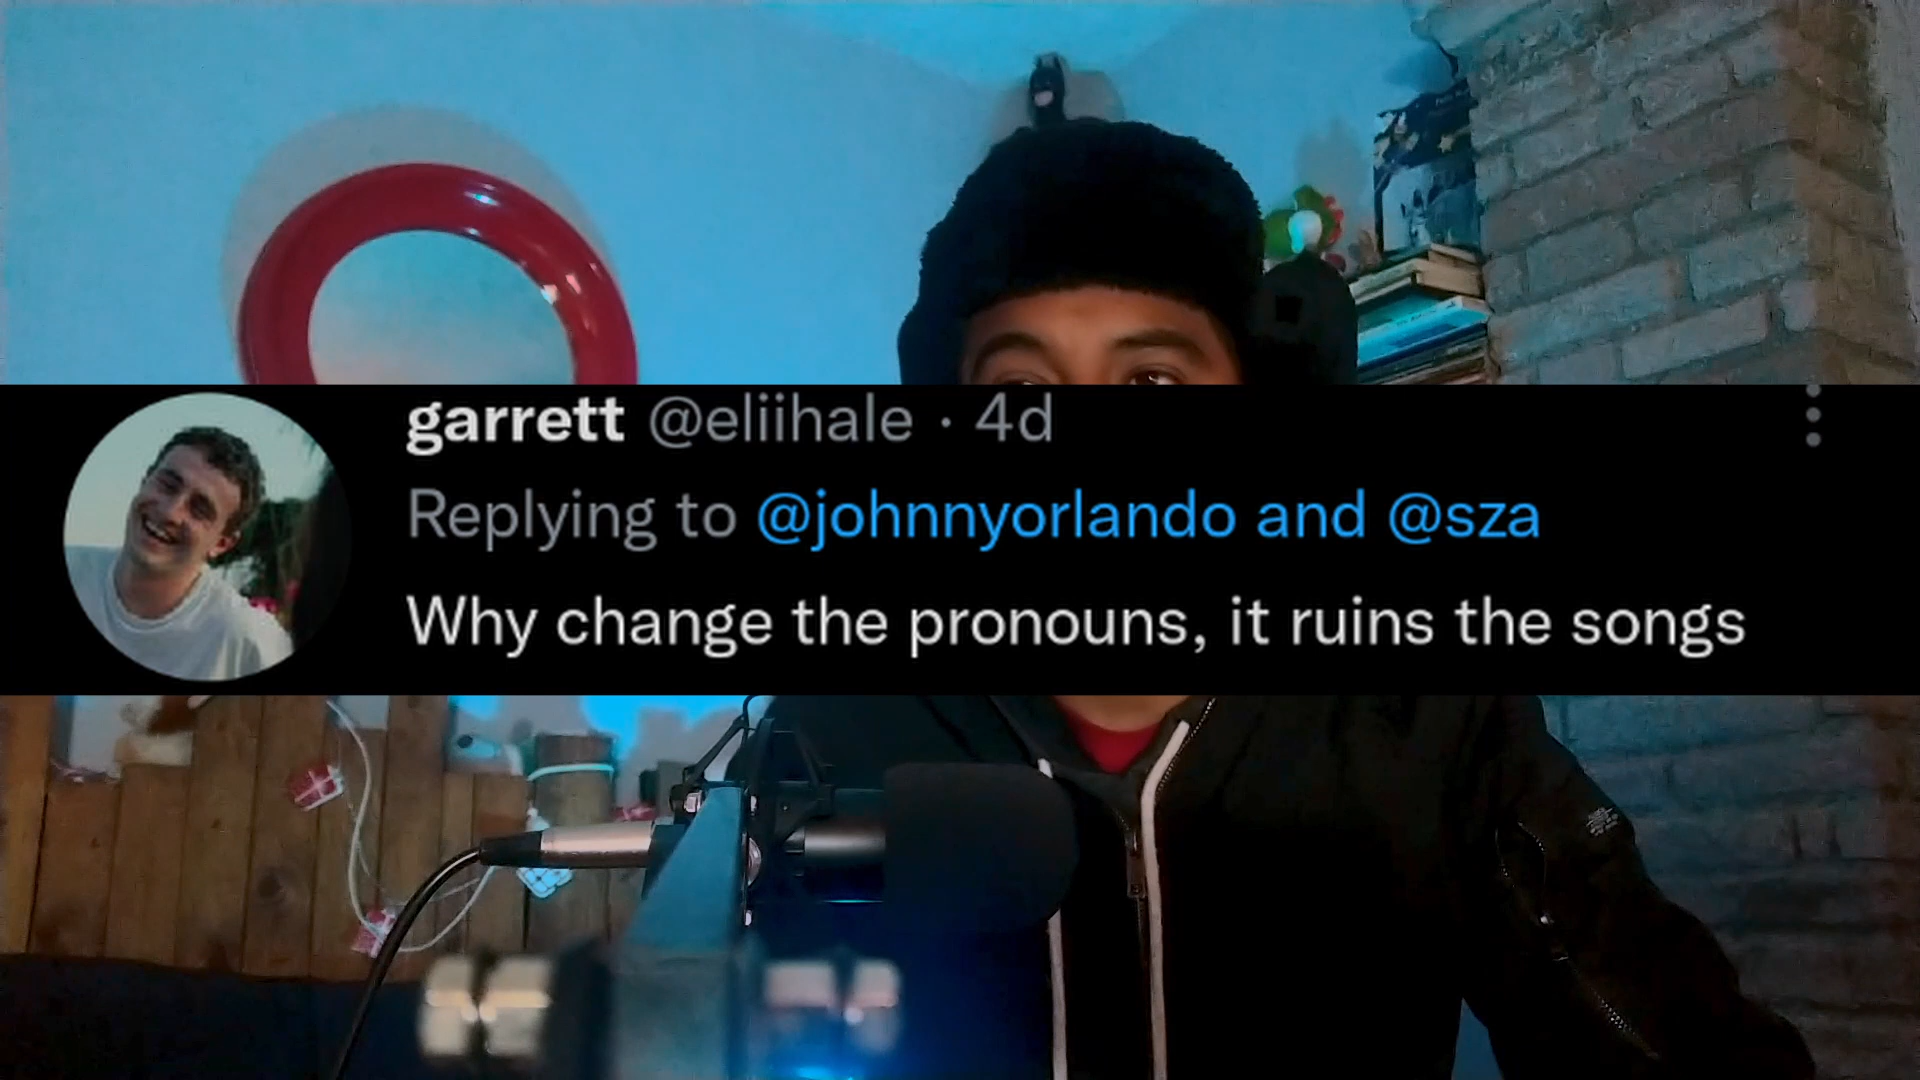 garrett @eliihale · 4d
Replying to @johnnyorlando and @sza
Why change the pronouns, it ruins the songs